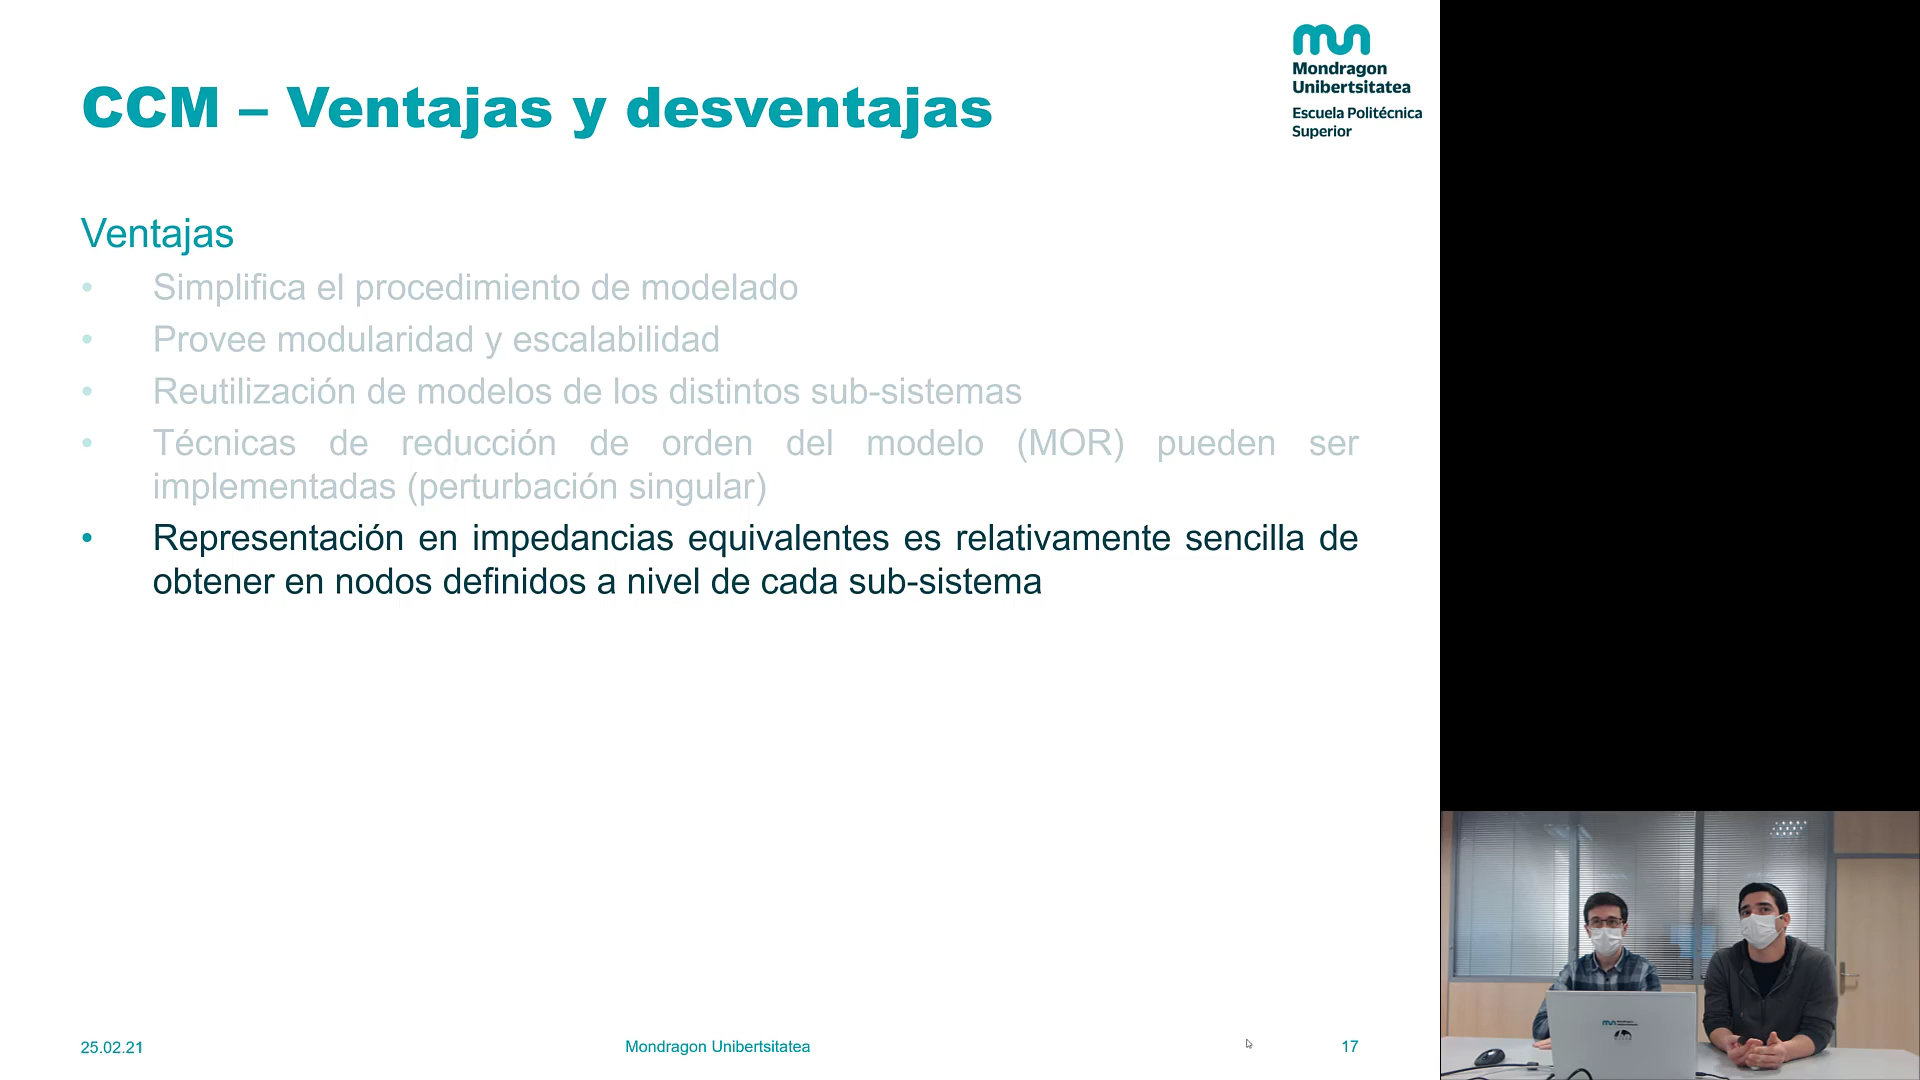 CCM – Ventajas y desventajas
Mondragon
Unibertsitatea
Escuela Politécnica
Superior
Ventajas
• Simplifica el procedimiento de modelado
• Provee modularidad y escalabilidad
• Reutilización de modelos de los distintos sub-sistemas
• Técnicas de reducción de orden del modelo (MOR) pueden ser
implementadas (perturbación singular)
• Representación en impedancias equivalentes es relativamente sencilla de
obtener en nodos definidos a nivel de cada sub-sistema
25.02.21
Mondragon Unibertsitatea
17